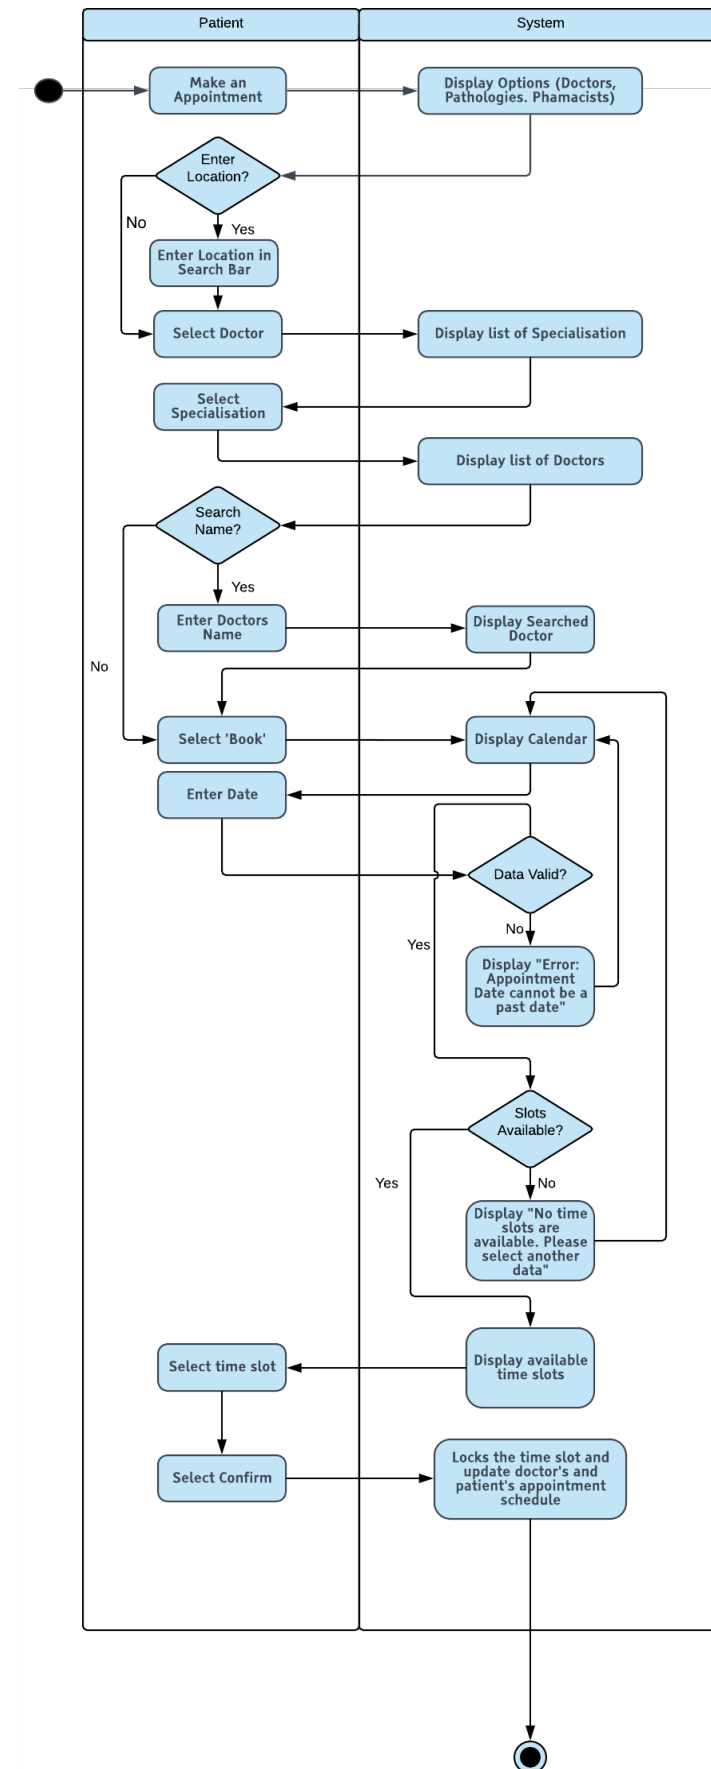 Patient
System
Make an
Appointment
Display Options (Doctors,
Pathologies. Phamacists)
Enter
Location?
No
Yes
Enter Location in
Search Bar
Select Doctor
Display list of Specialisation
Select
Specialisation
Display list of Doctors
Search
Name?
Yes
Enter Doctors
Name
Display Searched
Doctor
No
Select 'Book'
Display Calendar
Enter Date
Data Valid?
No
Yes
Display "Error:
Appointment
Date cannot be a
past date"
Slots
Available?
Yes
No
Display "No time
slots are
available. Please
select another
data"
Display available
time slots
Select time slot
Select Confirm
Locks the time slot and
update doctor's and
patient's appointment
schedule